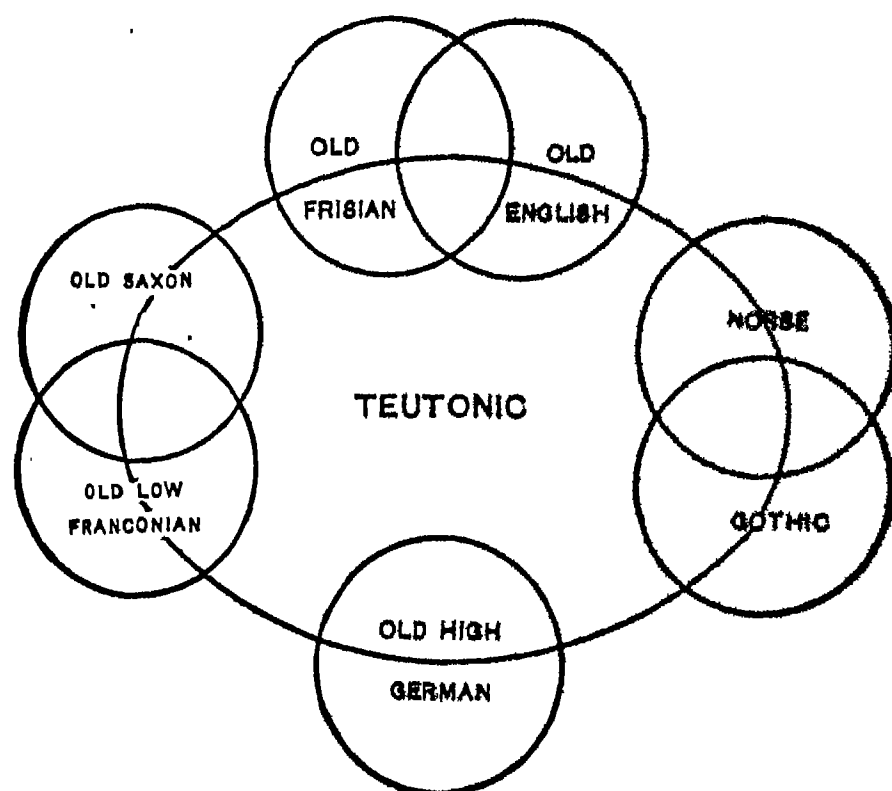 OLD
FRISIAN
OLD
ENGLISH
OLD SAXON
NORSE
TEUTONIC
OLD LOW
FRANCONIAN
GOTHIC
OLD HIGH
GERMAN